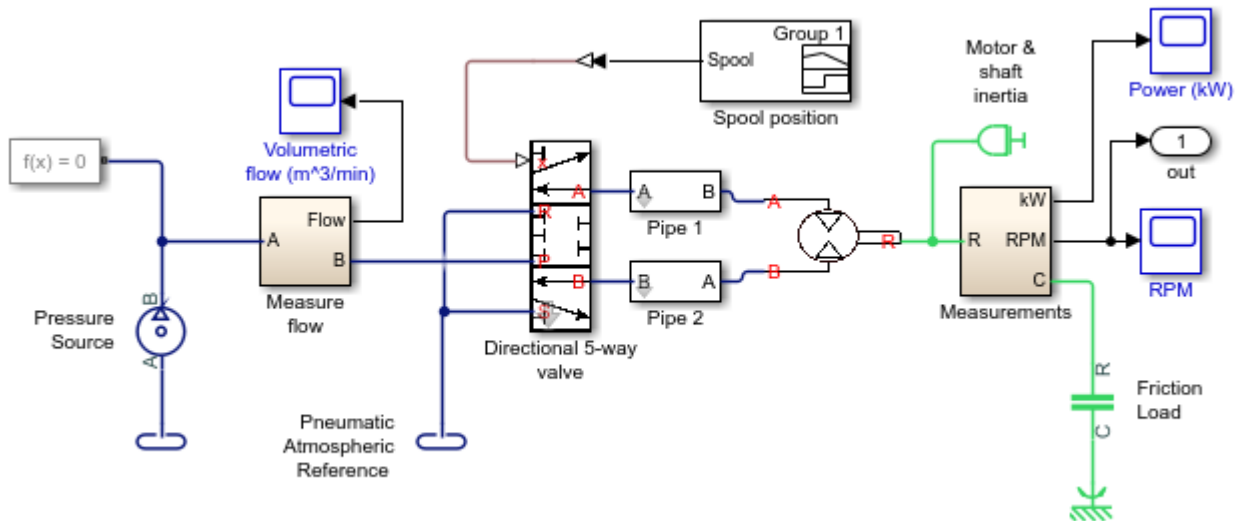 Group 1
Spool
Spool position
Motor &
shaft
inertia
Power (kW)
f(x) = 0
Volumetric
flow (m^3/min)
x
A
A
B
Pipe 1
A
1
out
Flow
A
B
Measure
flow
R
P
B
B
A
Pipe 2
B
S
Directional 5-way
valve
R
R
kW
RPM
C
Measurements
RPM
Pressure
Source
B
A
Pneumatic
Atmospheric
Reference
R
C
Friction
Load